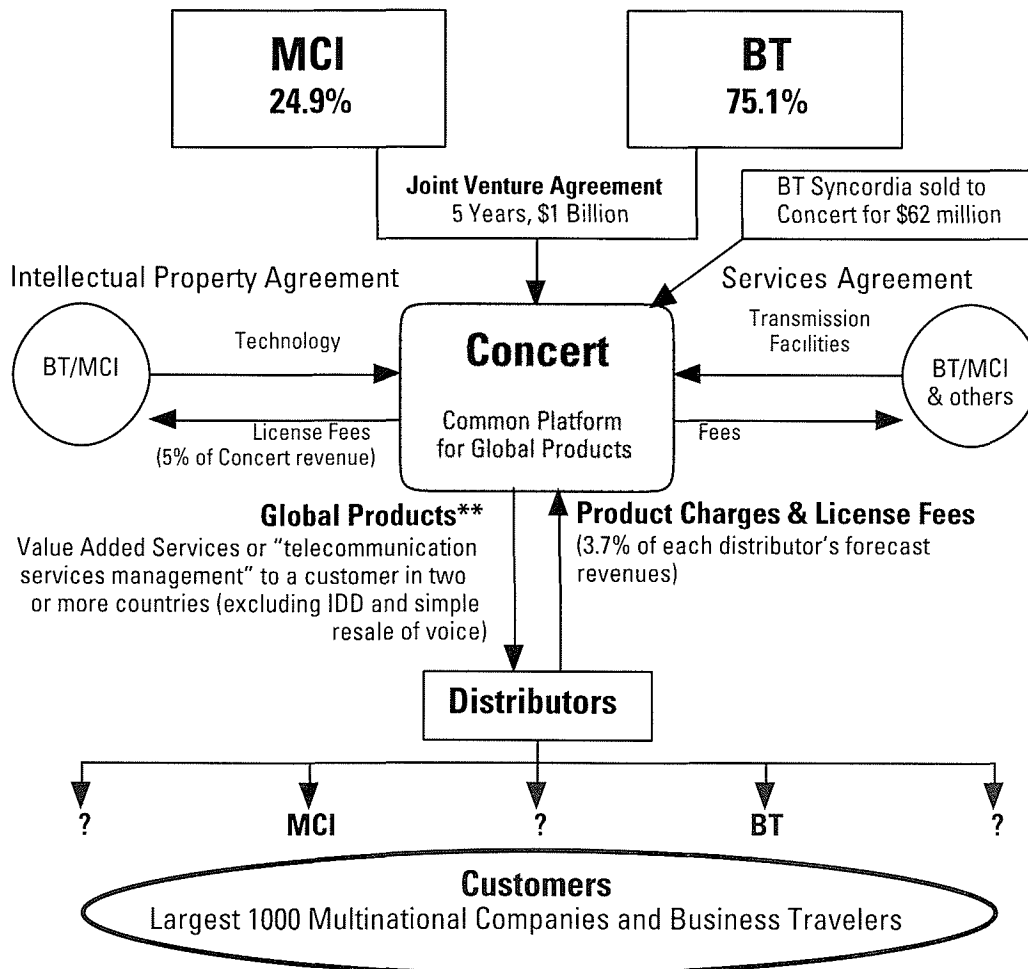 MCI
24.9%
BT
75.1%
Joint Venture Agreement
5 Years, $1 Billion
BT Syncordia sold to
Concert for $62 million
Intellectual Property Agreement
Services Agreement
BT/MCI
Technology
License Fees
(5% of Concert revenue)
Concert
Common Platform
for Global Products
Transmission
Facilities
Fees
BT/MCI
& others
Global Products**
Value Added Services or “telecommunication
services management” to a customer in two
or more countries (excluding IDD and simple
resale of voice)
Product Charges & License Fees
(3.7% of each distributor’s forecast
revenues)
Distributors
? MCI ? BT ?
Customers
Largest 1000 Multinational Companies and Business Travelers